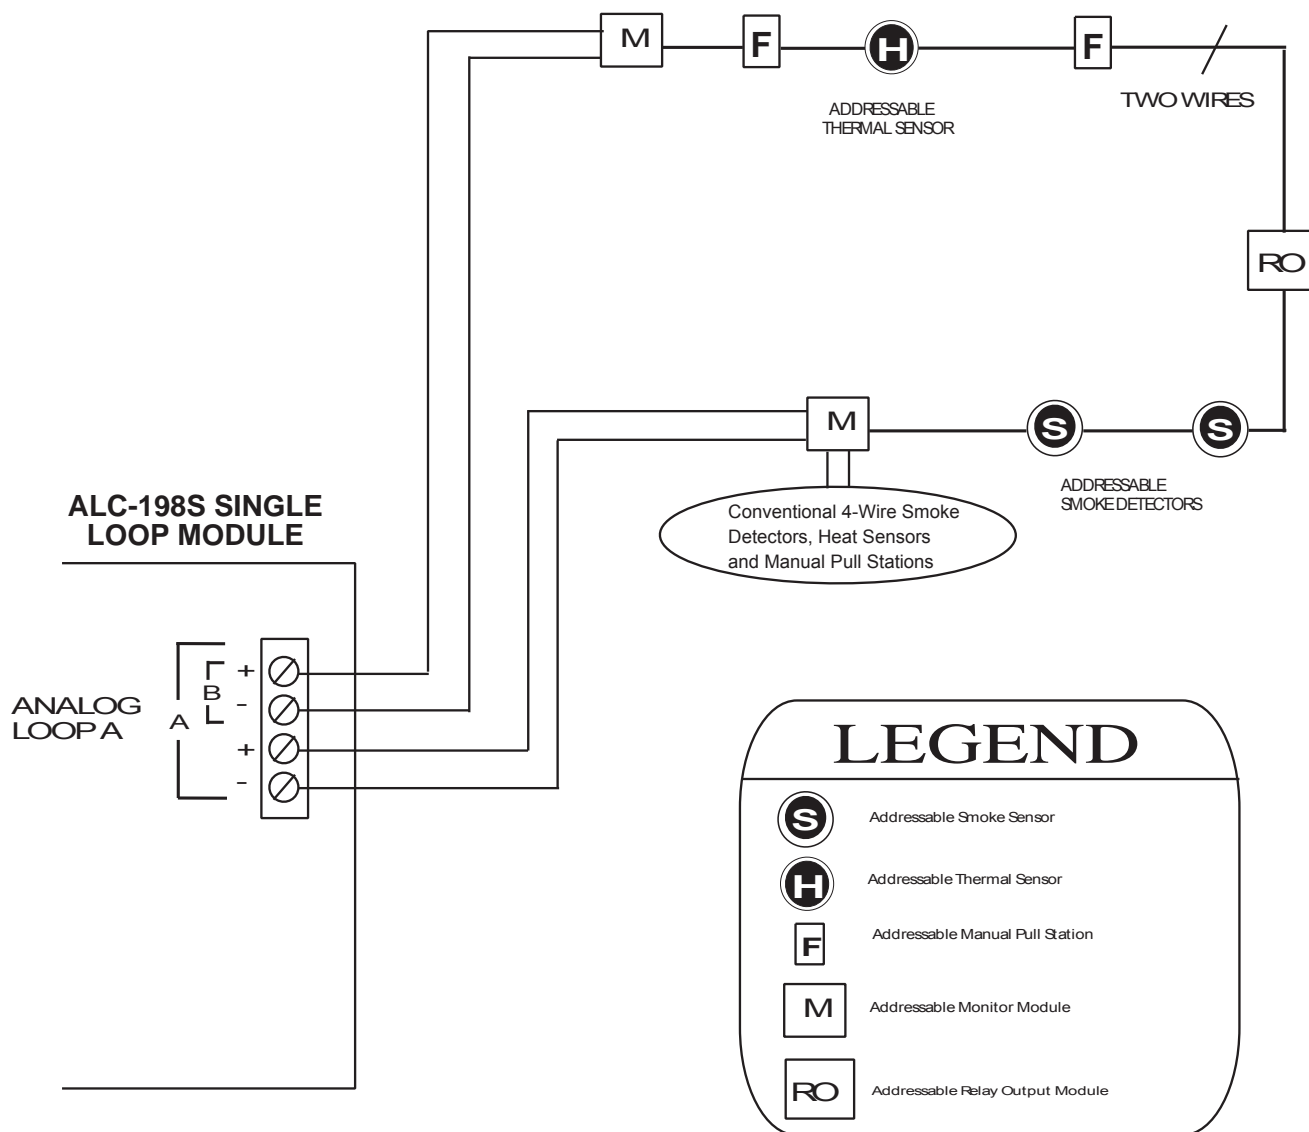 M
F
H
F
ADDRESSABLE
THERMAL SENSOR
TWO WIRES
RO
M
S
S
ADDRESSABLE
SMOKE DETECTORS
Conventional 4-Wire Smoke
Detectors, Heat Sensors
and Manual Pull Stations
ALC-198S SINGLE
LOOP MODULE
ANALOG
LOOP A
A
B
+
-
+
-
LEGEND
S Addressable Smoke Sensor
H Addressable Thermal Sensor
F Addressable Manual Pull Station
M Addressable Monitor Module
RO Addressable Relay Output Module